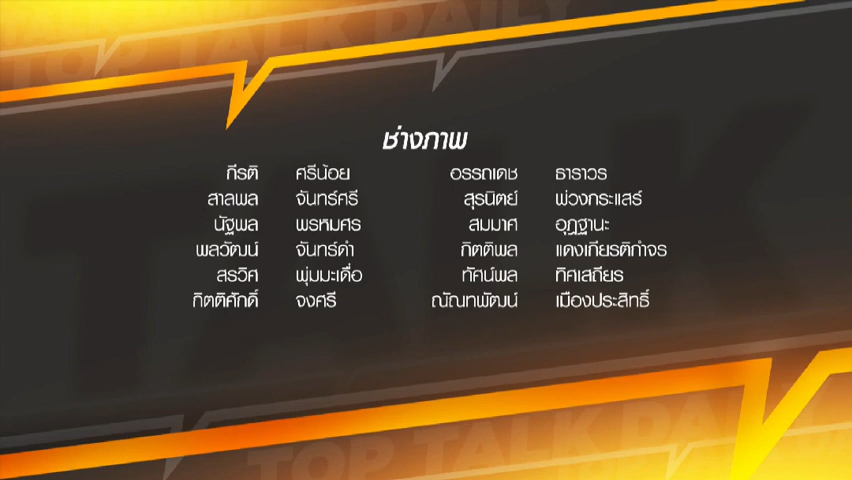 TOP TALK DAILY
ช่างภาพ
กีรติ ศรีน้อย อรรถเดช ธาราวร
สาลพล จันทร์ศรี สุรนิตย์ พ่วงกระแสร์
นัฐพล พรหมศร สมมาศ อุฏฐานะ
พลวัฒน์ จันทร์ดำ กิตติพล แดงเกียรติกำจร
สรวิศ พุ่มมะเดื่อ ทัศน์พล ทิศเสถียร
กิตติศักดิ์ จงศรี ณัณทพัฒน์ เมืองประสิทธิ์
TALK
TOP TALK DAILY